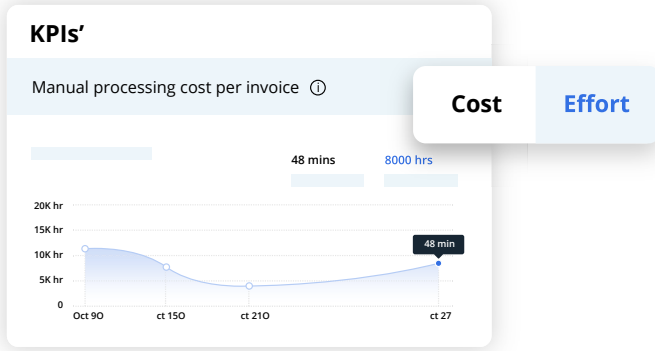 KPIs’
Manual processing cost per invoice
Cost
Effort
48 mins
8000 hrs
20K hr
15K hr
10K hr
5K hr
0
48 min
Oct 9O
ct 15O
ct 21O
ct 27